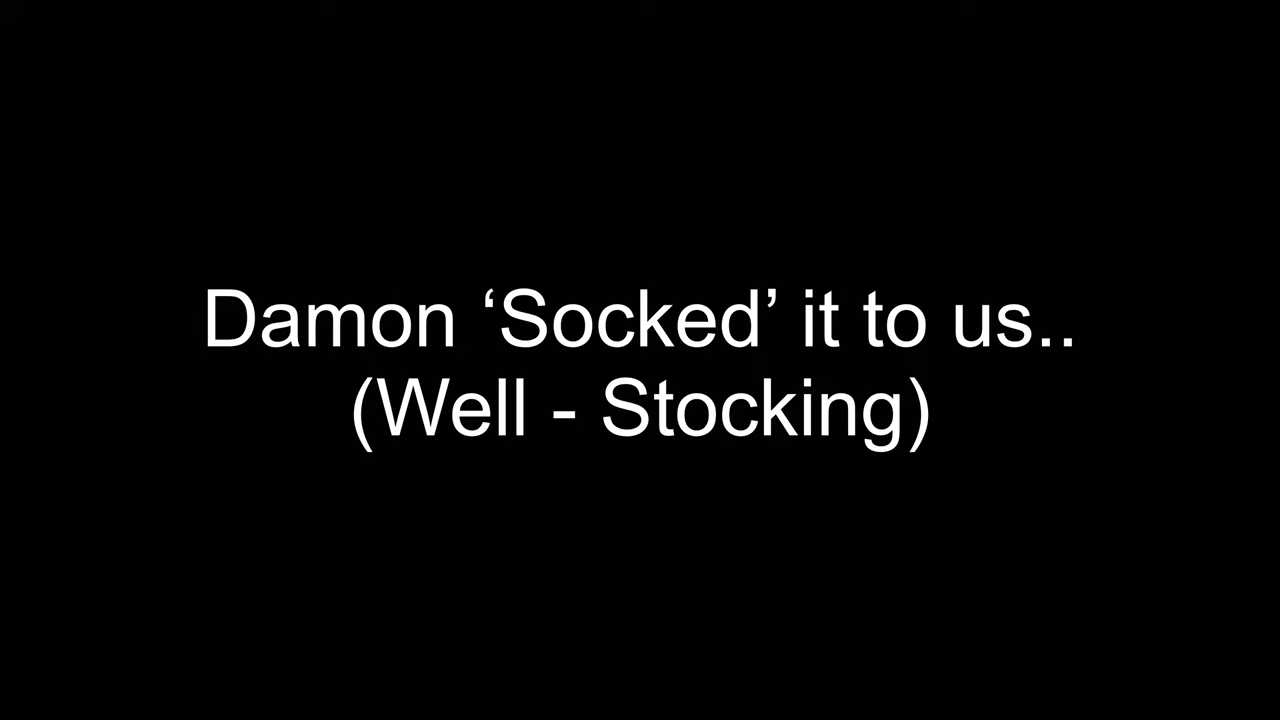 Damon ‘Socked’ it to us..
(Well - Stocking)